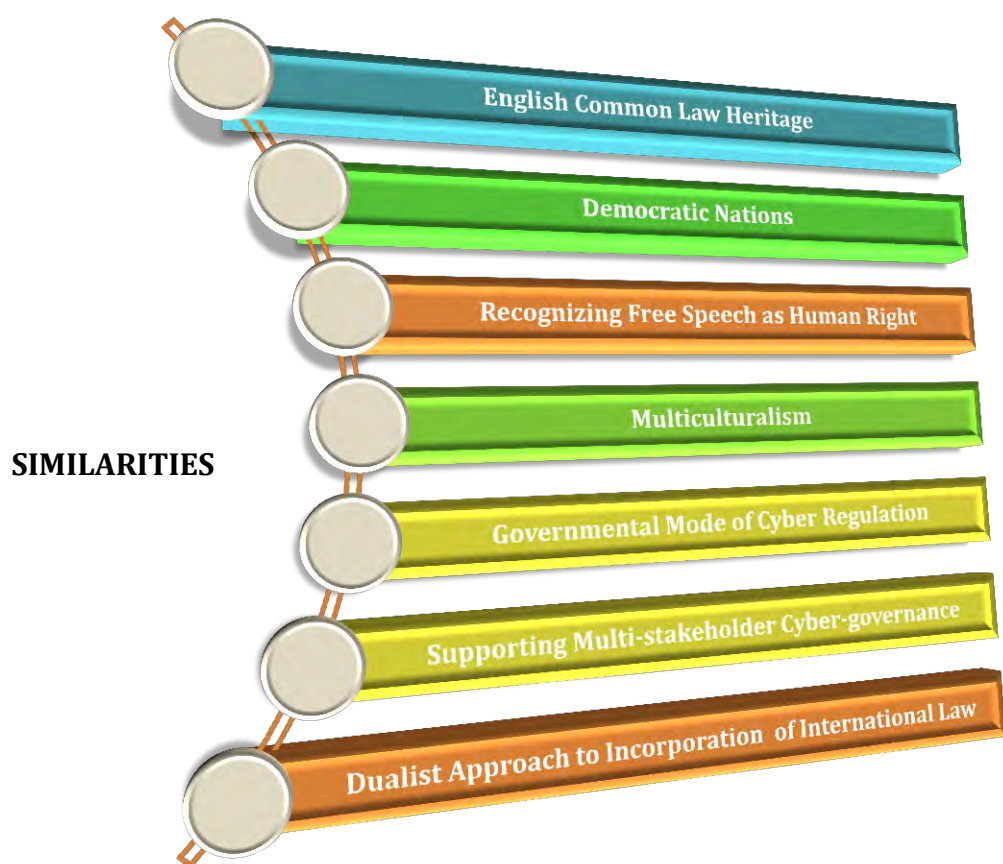 English Common Law Heritage
Democratic Nations
Recognizing Free Speech as Human Right
Multiculturalism
SIMILARITIES
Governmental Mode of Cyber Regulation
Supporting Multi-stakeholder Cyber-governance
Dualist Approach to Incorporation of International Law